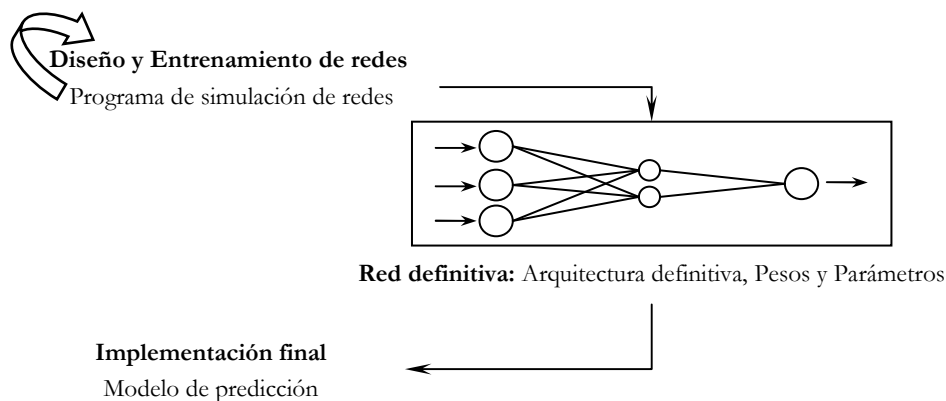 Diseño y Entrenamiento de redes
Programa de simulación de redes
Red definitiva: Arquitectura definitiva, Pesos y Parámetros
Implementación final
Modelo de predicción